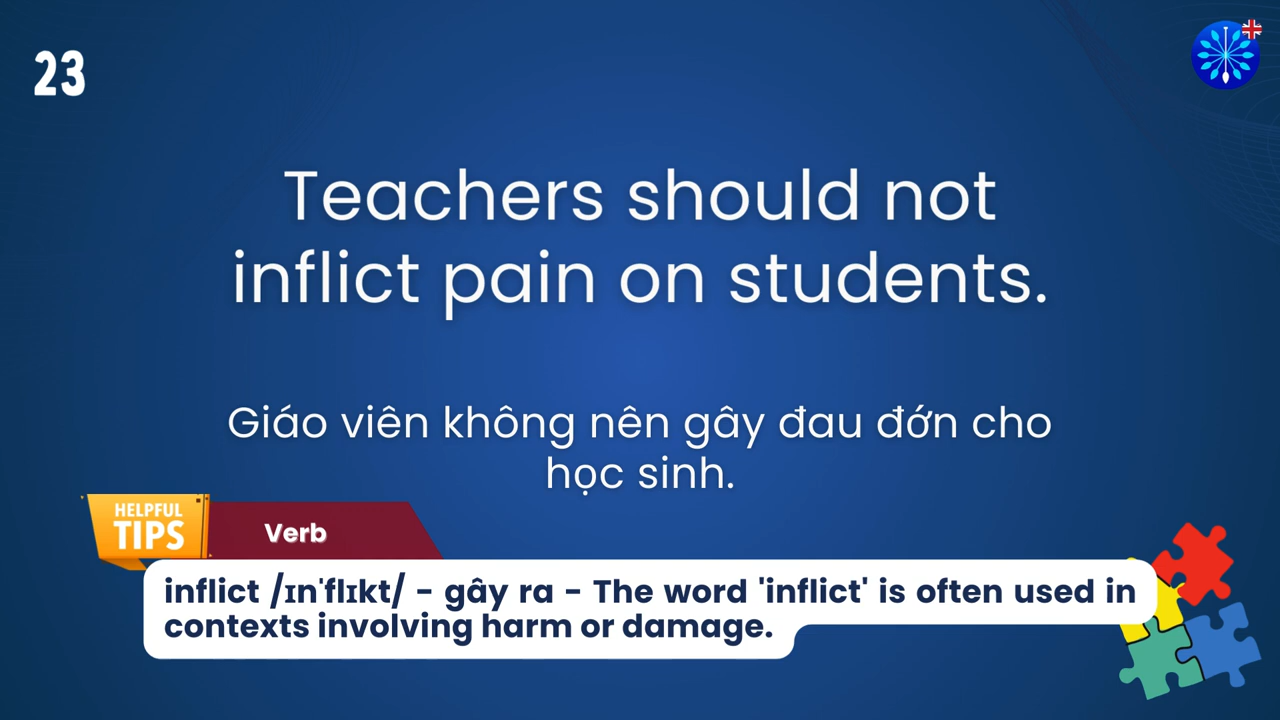 23
Teachers should not
inflict pain on students.
Giáo viên không nên gây đau đớn cho
học sinh.
HELPFUL
TIPS
Verb
inflict /ɪnˈflɪkt/ - gây ra - The word 'inflict' is often used in
contexts involving harm or damage.